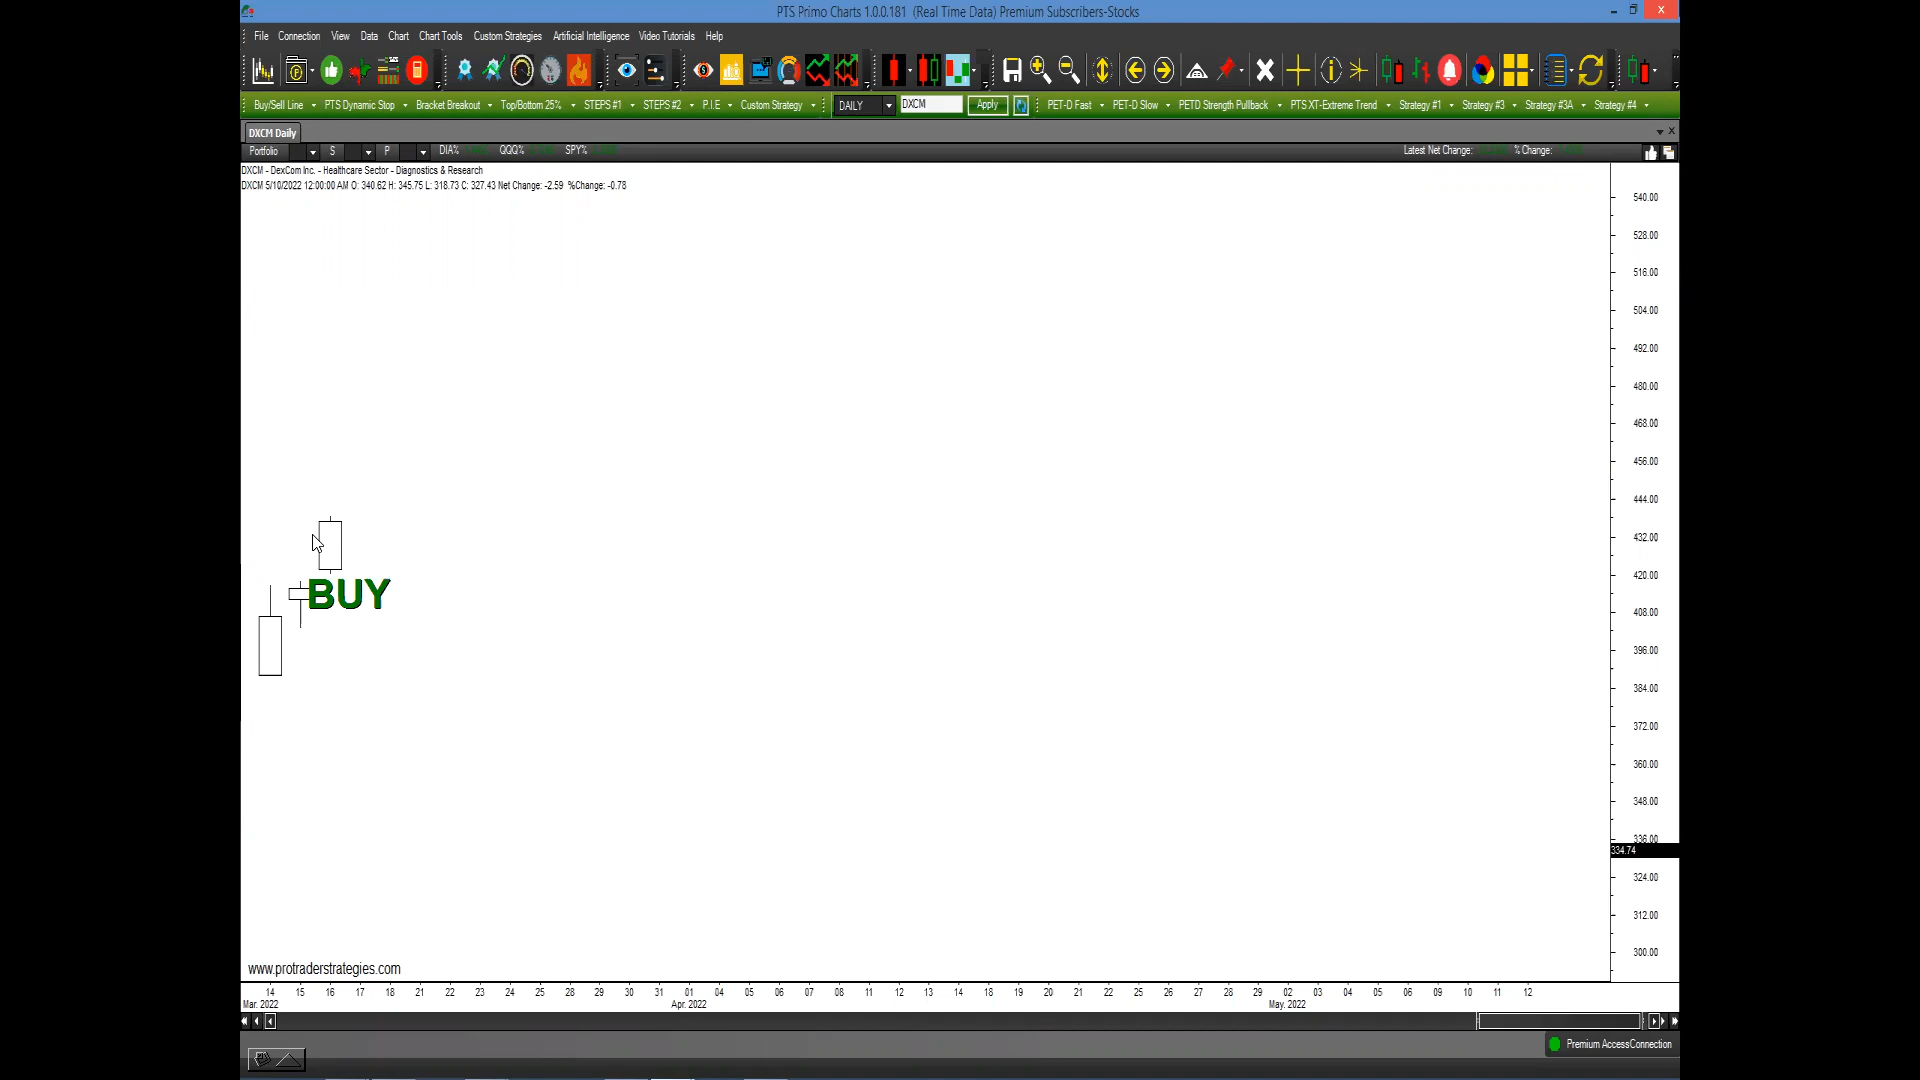 PTS Primo Charts 1.0.0.181 (Real Time Data) Premium Subscribers-Stocks
File Connection View Data Chart Chart Tools Custom Strategies Artificial Intelligence Video Tutorials Help
Buy/Sell Line PTS Dynamic Stop Bracket Breakout Top/Bottom 25% STEPS #1 STEPS #2 P.I.E Custom Strategy DAILY DXCM Apply PET-D Fast PET-D Slow PETD Strength Pullback PTS XT-Extreme Trend Strategy #1 Strategy #3 Strategy #3A Strategy #4
DXCM Daily
Portfolio S P DIA% QQQ% SPY% Latest Net Change: % Change:
DXCM - DexCom Inc. - Healthcare Sector - Diagnostics & Research
DXCM 5/10/2022 12:00:00 AM O: 340.62 H: 345.75 L: 318.73 C: 327.43 Net Change: -2.59 %Change: -0.78
540.00
528.00
516.00
504.00
492.00
480.00
468.00
456.00
444.00
432.00
420.00
BUY
408.00
396.00
384.00
372.00
360.00
348.00
336.00
334.74
324.00
312.00
300.00
www.protraderstrategies.com
14 15 16 17 18 21 22 23 24 25 28 29 30 31 01 04 05 06 07 08 11 12 13 14 18 19 20 21 22 25 26 27 28 29 02 03 04 05 06 09 10 11 12
Mar. 2022 Apr. 2022 May. 2022
Premium AccessConnection